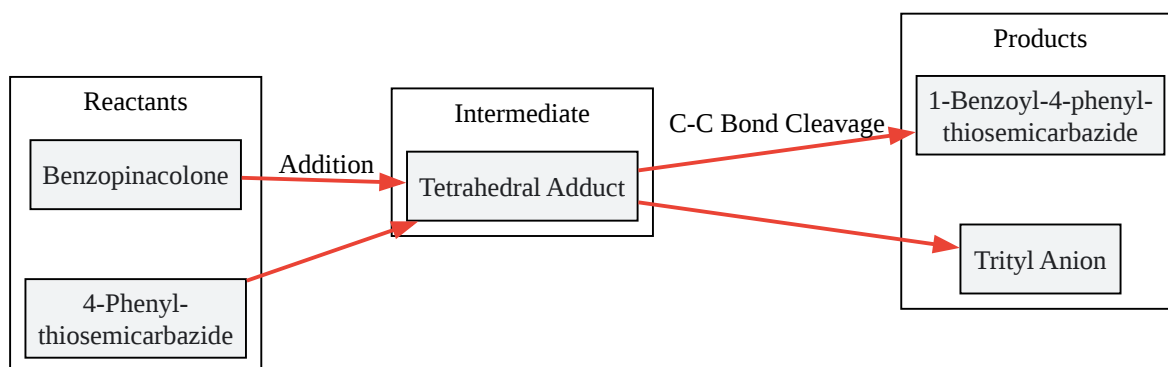 Reactants
Benzopinacolone
4-Phenyl-
thiosemicarbazide
Addition
Intermediate
Tetrahedral Adduct
C-C Bond Cleavage
Products
1-Benzoyl-4-phenyl-
thiosemicarbazide
Trityl Anion